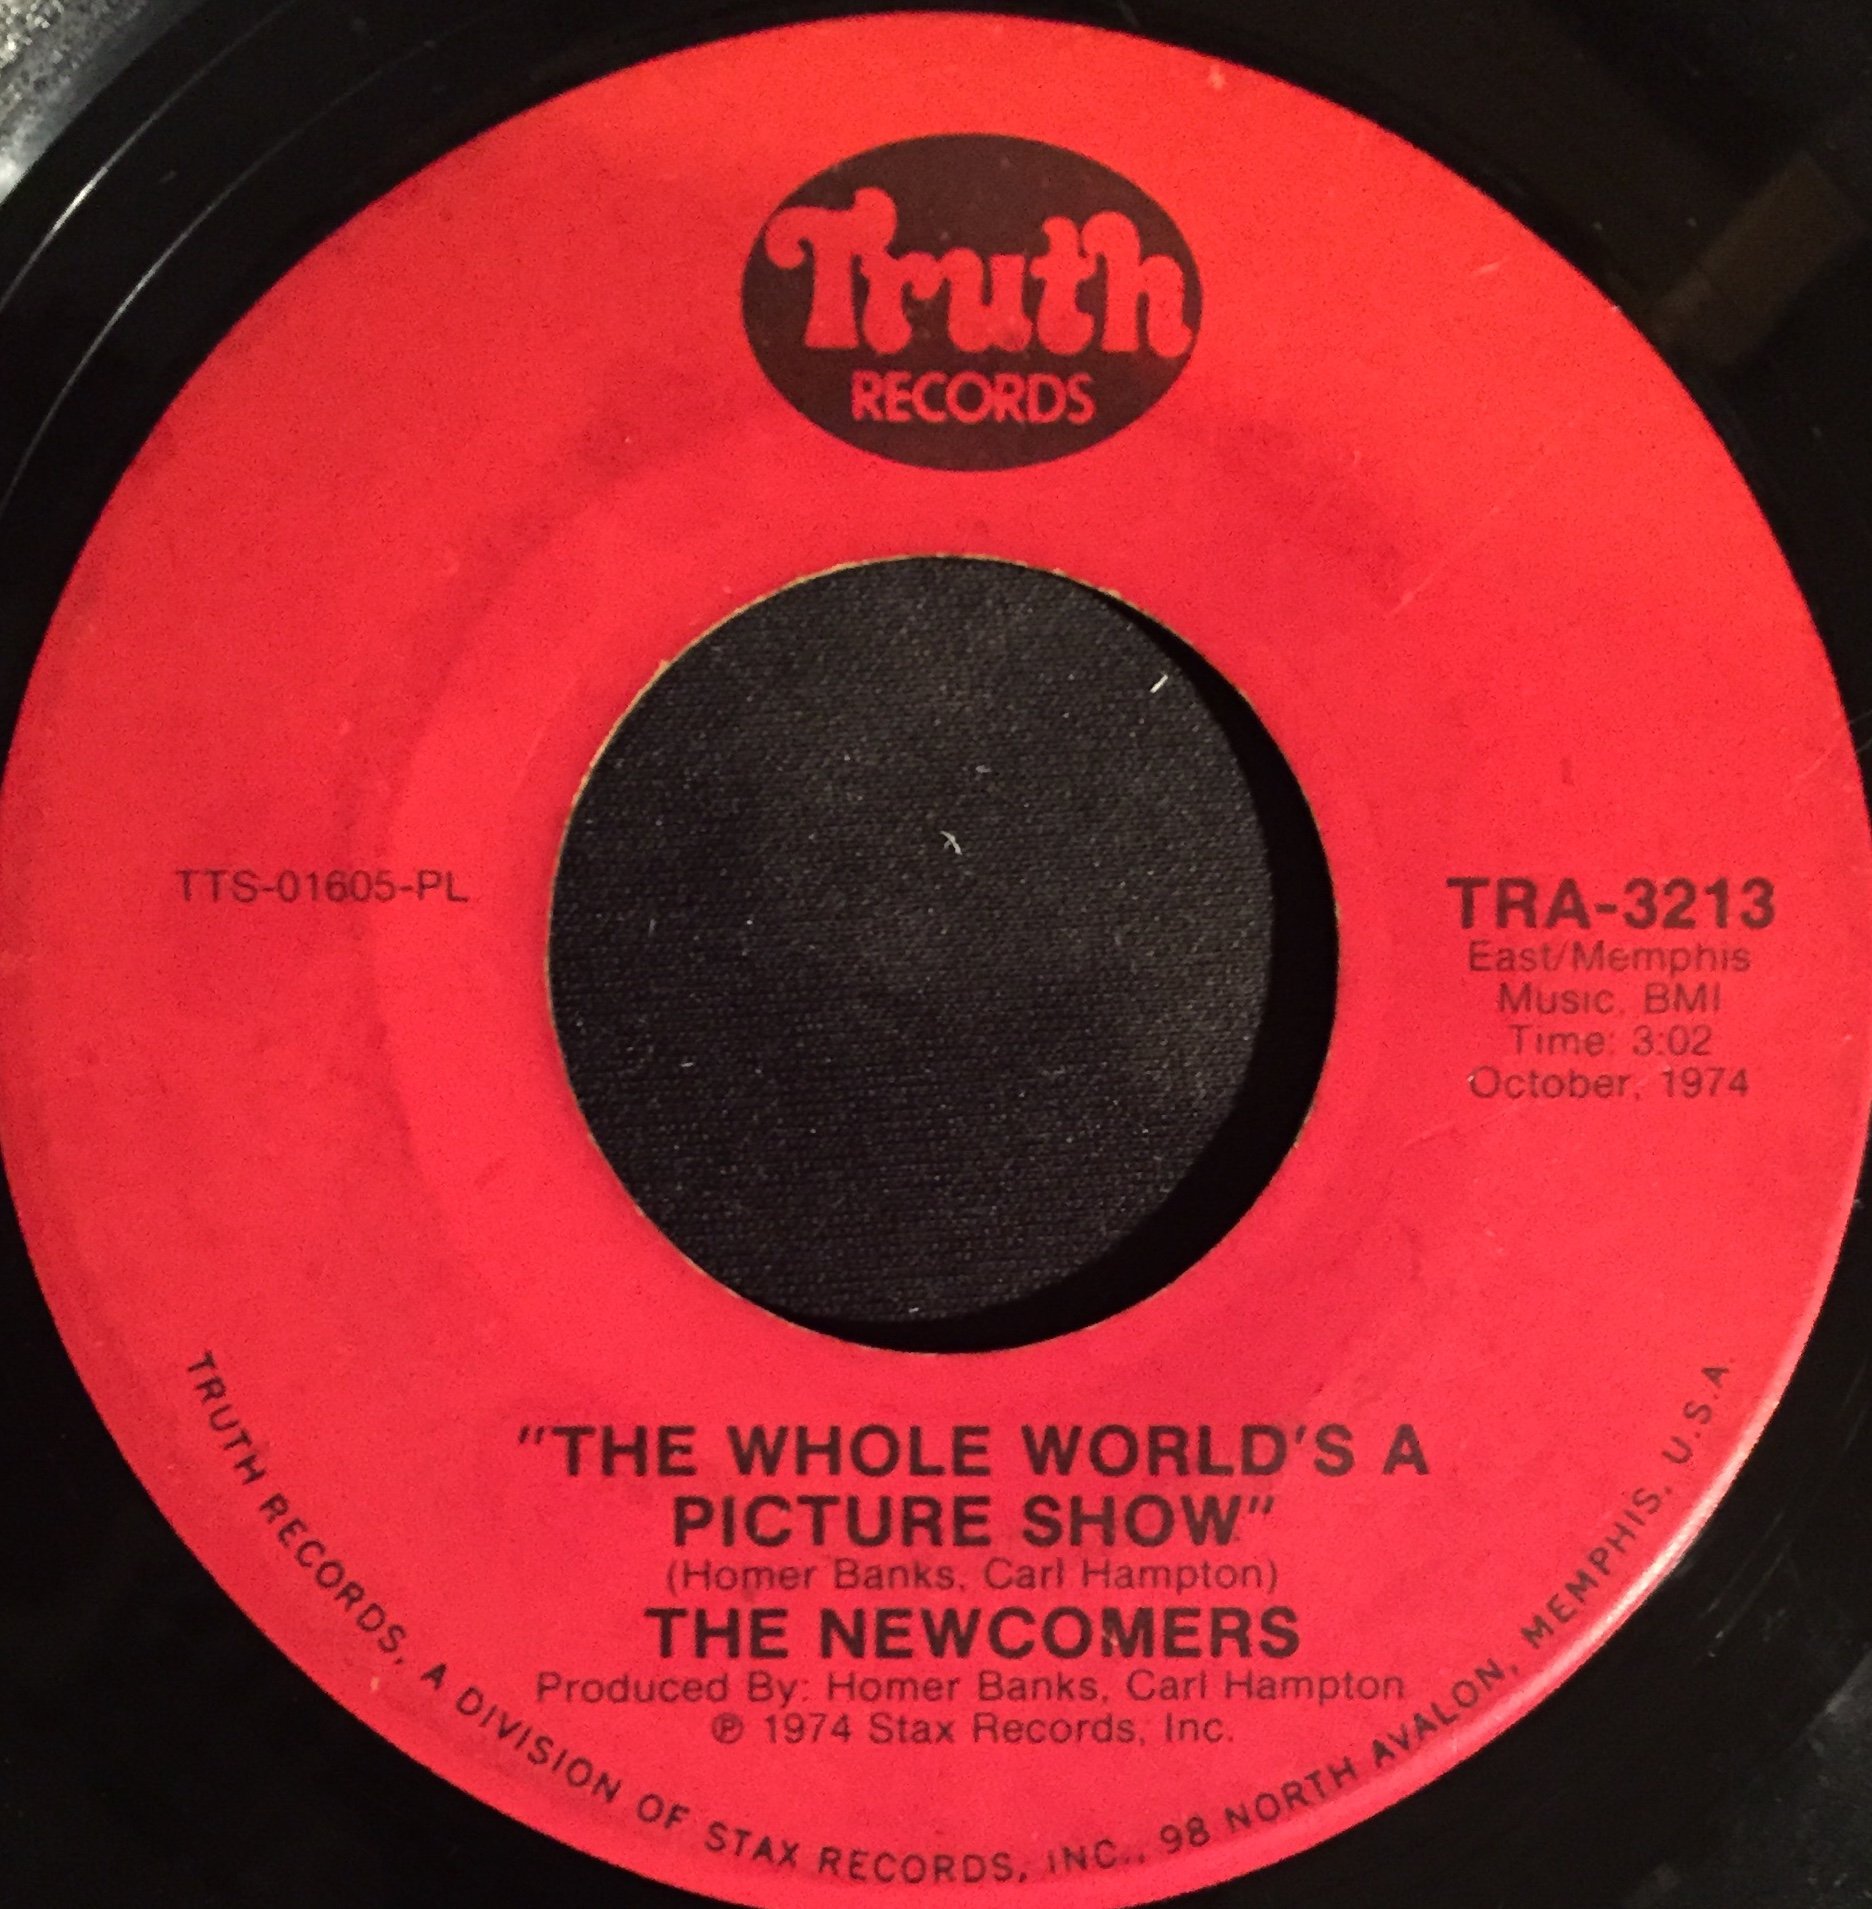 Truth
RECORDS
TTS-01605-PL
TRA-3213
East/Memphis
Music, BMI
Time: 3:02
October, 1974
"THE WHOLE WORLD'S A
PICTURE SHOW"
(Homer Banks, Carl Hampton)
THE NEWCOMERS
Produced By: Homer Banks, Carl Hampton
℗ 1974 Stax Records, Inc.
TRUTH RECORDS, A DIVISION OF STAX RECORDS, INC., 98 NORTH AVALON, MEMPHIS, U.S.A.